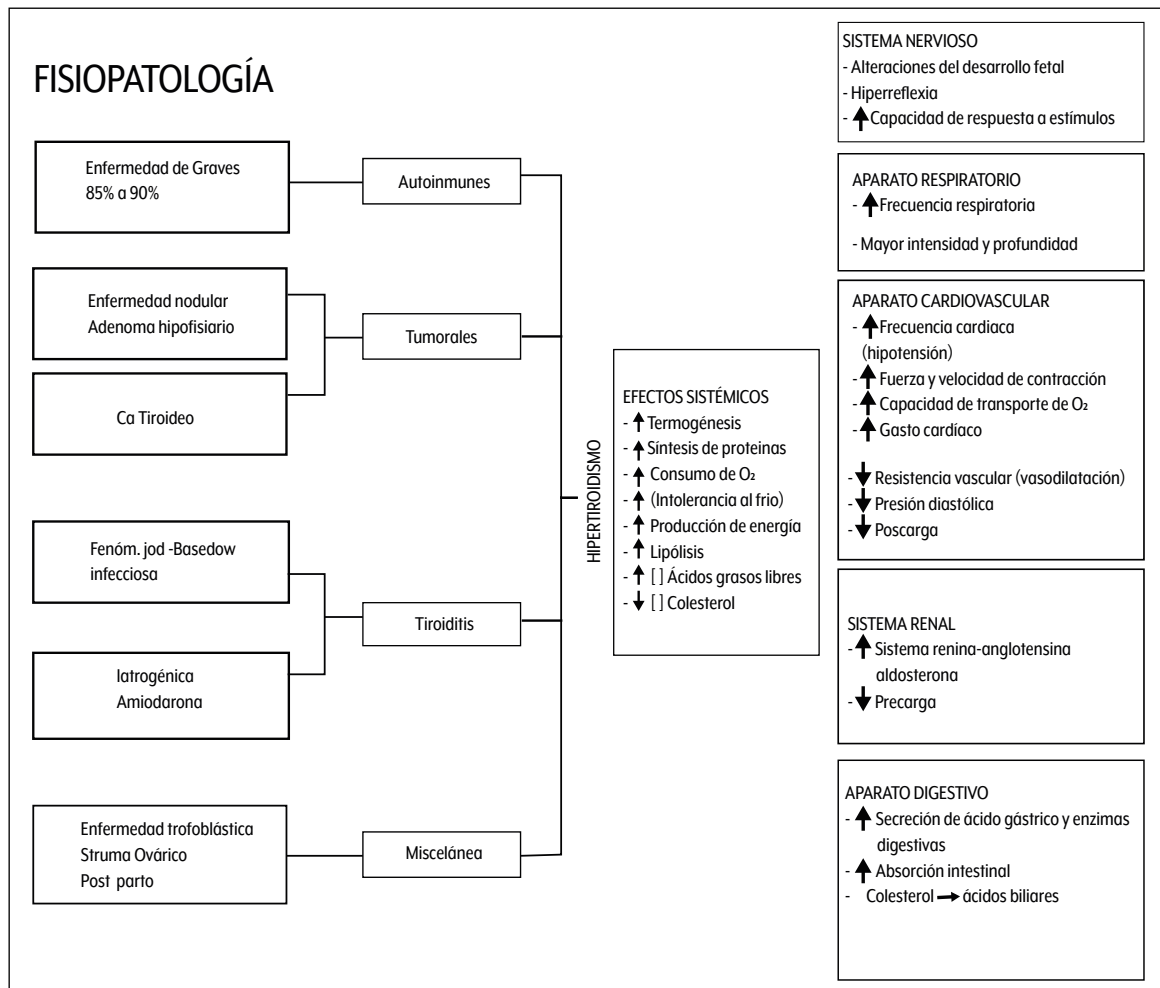 FISIOPATOLOGÍA
Enfermedad de Graves
85% a 90%
Autoinmunes
Enfermedad nodular
Adenoma hipofisiario
Tumorales
Ca Tiroideo
Fenóm. jod -Basedow
infecciosa
Tiroiditis
Iatrogénica
Amiodarona
Enfermedad trofoblástica
Struma Ovárico
Post parto
Miscelánea
HIPERTIROIDISMO
EFECTOS SISTÉMICOS
- ↑ Termogénesis
- ↑ Síntesis de proteinas
- ↑ Consumo de O₂
- ↑ (Intolerancia al frio)
- ↑ Producción de energía
- ↑ Lipólisis
- ↑ [ ] Ácidos grasos libres
- ↓ [ ] Colesterol
SISTEMA NERVIOSO
- Alteraciones del desarrollo fetal
- Hiperreflexia
- ↑ Capacidad de respuesta a estímulos
APARATO RESPIRATORIO
- ↑ Frecuencia respiratoria
- Mayor intensidad y profundidad
APARATO CARDIOVASCULAR
- ↑ Frecuencia cardiaca
(hipotensión)
- ↑ Fuerza y velocidad de contracción
- ↑ Capacidad de transporte de O₂
- ↑ Gasto cardíaco
- ↓ Resistencia vascular (vasodilatación)
- ↓ Presión diastólica
- ↓ Poscarga
SISTEMA RENAL
- ↑ Sistema renina-anglotensina
aldosterona
- ↓ Precarga
APARATO DIGESTIVO
- ↑ Secreción de ácido gástrico y enzimas
digestivas
- ↑ Absorción intestinal
- Colesterol → ácidos biliares